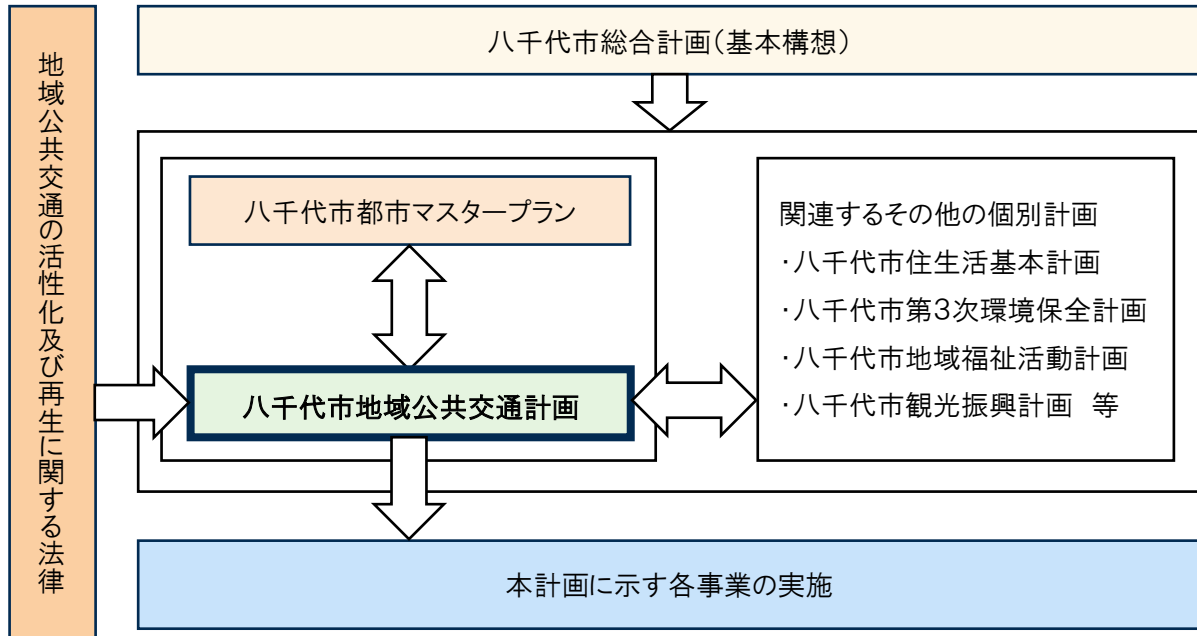 地域公共交通の活性化及び再生に関する法律
八千代市総合計画(基本構想)
八千代市都市マスタープラン
八千代市地域公共交通計画
関連するその他の個別計画
・八千代市住生活基本計画
・八千代市第3次環境保全計画
・八千代市地域福祉活動計画
・八千代市観光振興計画　等
本計画に示す各事業の実施